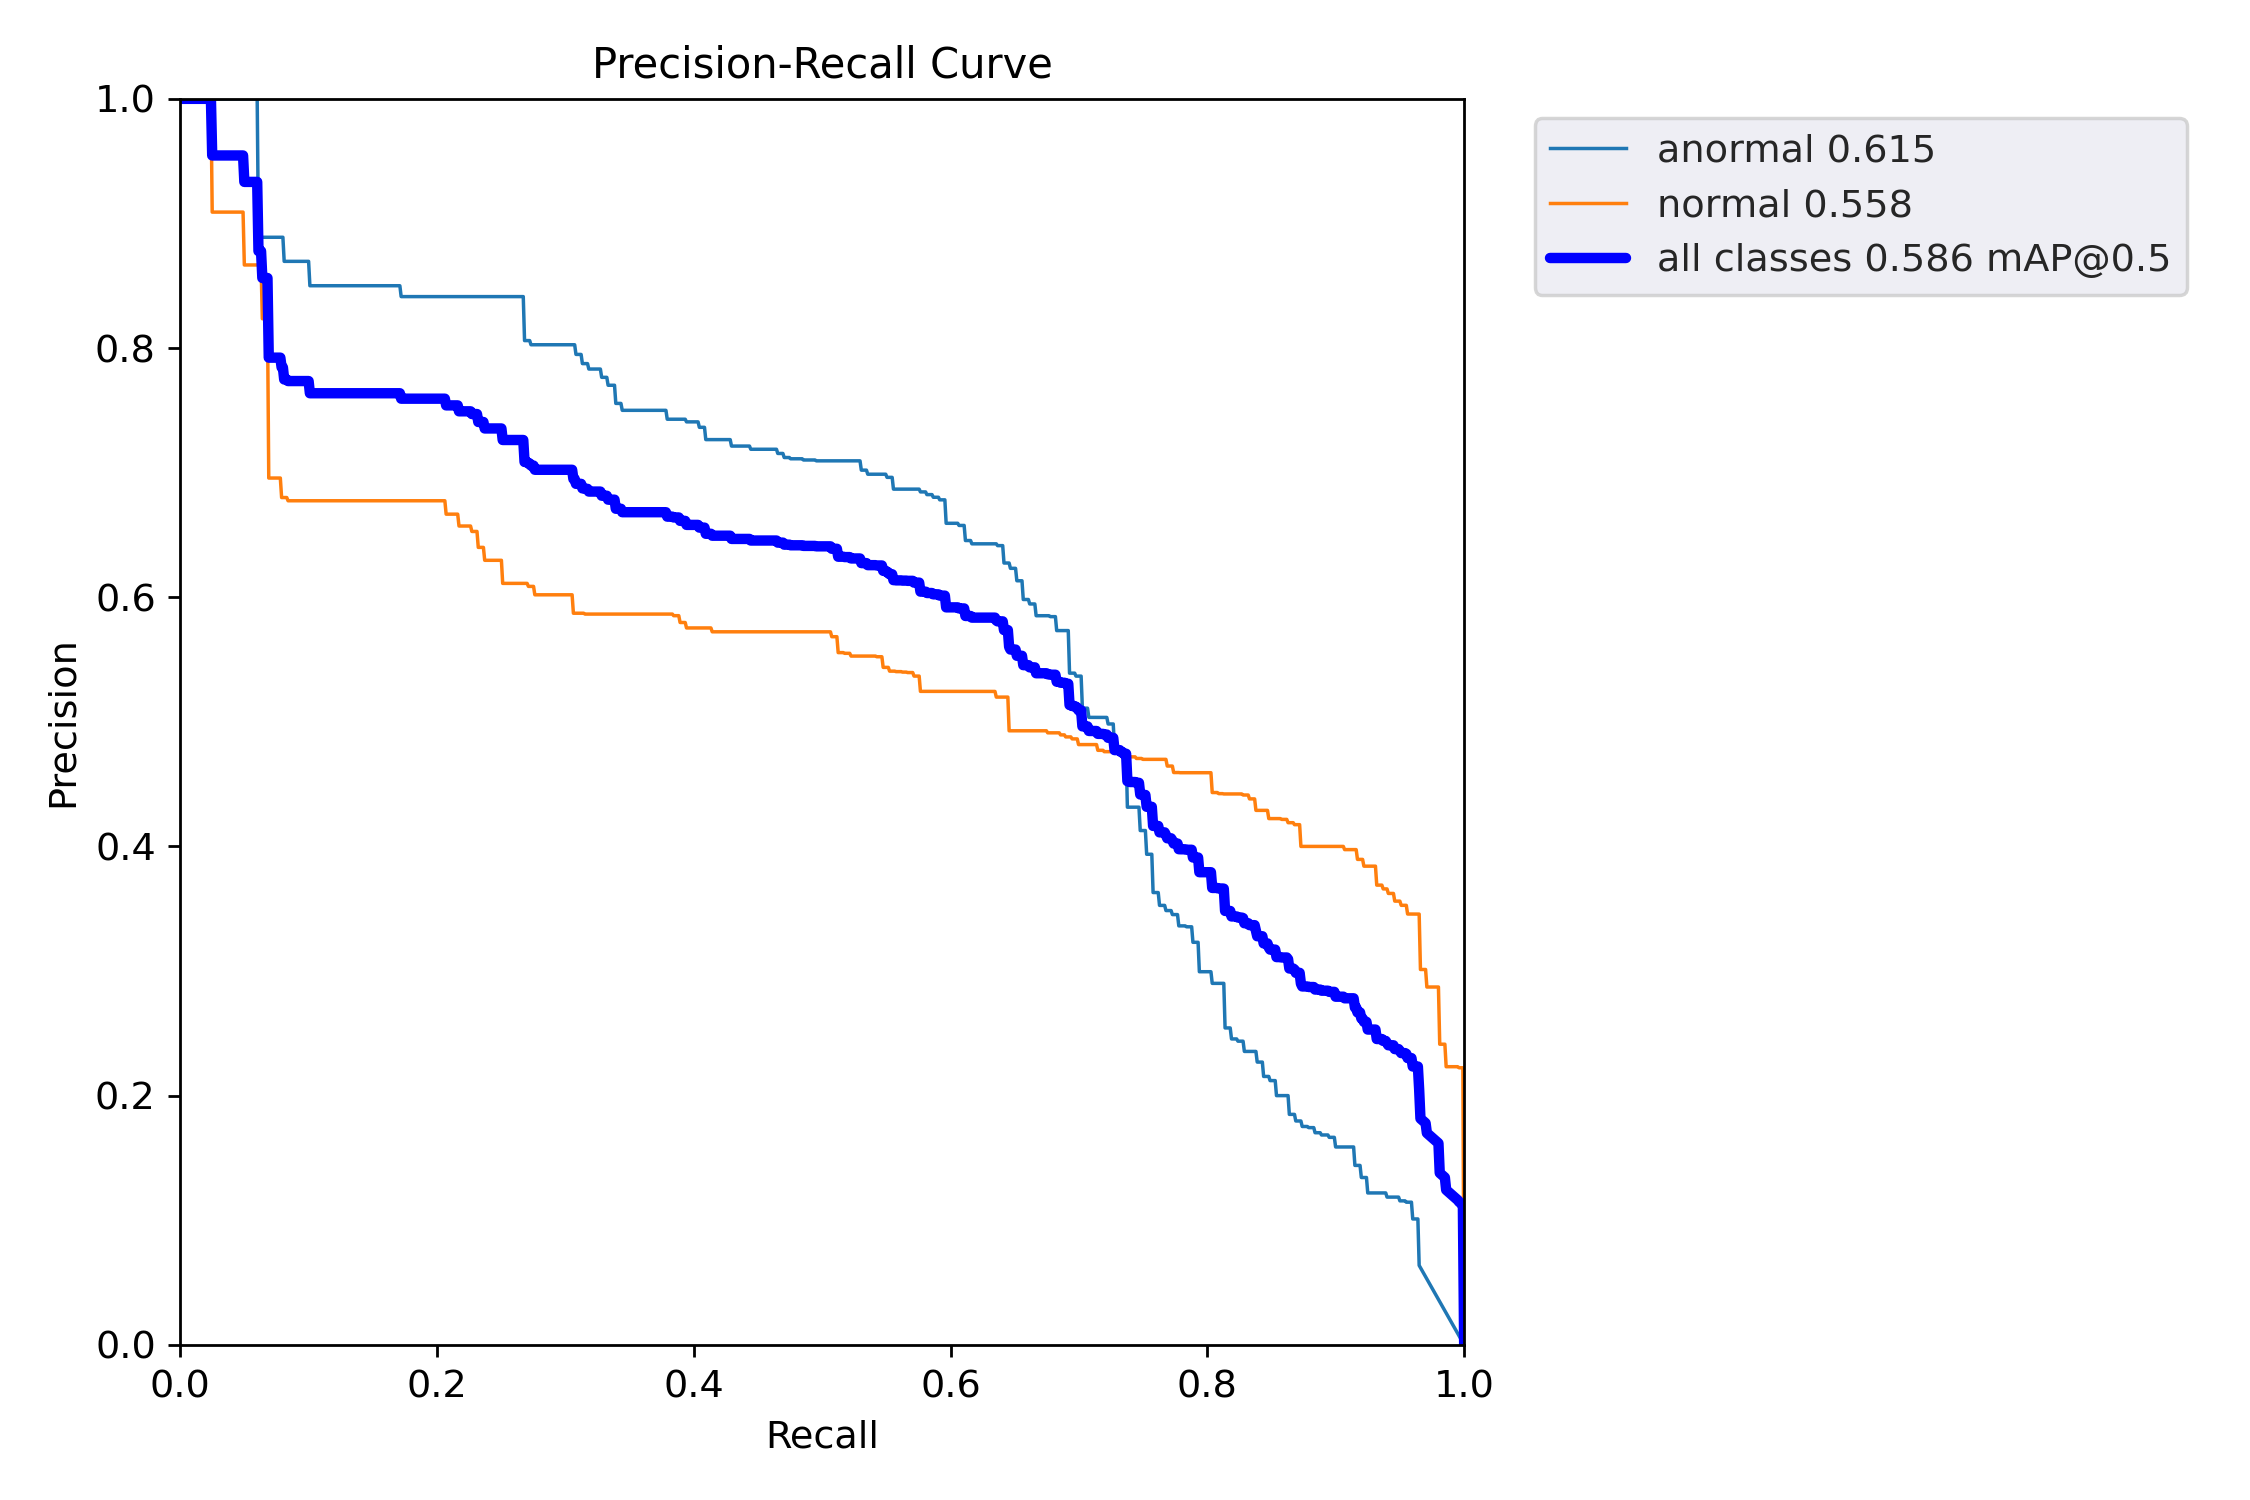 Precision-Recall Curve
1.0
0.8
0.6
0.4
0.2
0.0
Precision
0.0 0.2 0.4 0.6 0.8 1.0
Recall
anormal 0.615
normal 0.558
all classes 0.586 mAP@0.5